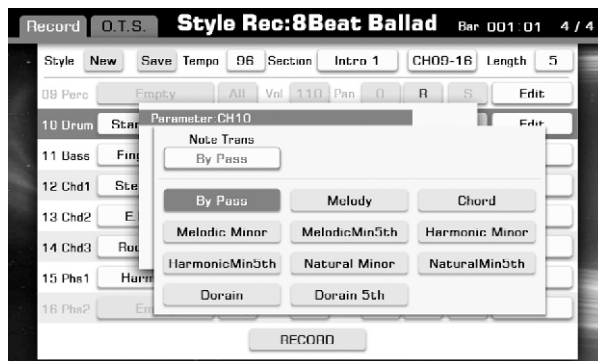 Record O.T.S. Style Rec:8Beat Ballad Bar 001:01 4/4
Style New Save Tempo 96 Section Intro 1 CH09-16 Length 5
09 Perc Empty All Vol 110 Pan 0 R S Edit
10 Drum Edit
Parameter:CH10
Note Trans
By Pass
11 Bass
12 Chd1
13 Chd2
14 Chd3
15 Pha1
16 Pha2
By Pass Melody Chord
Melodic Minor MelodicMin5th Harmonic Minor
HarmonicMin5th Natural Minor NaturalMin5th
Dorain Dorain 5th
RECORD